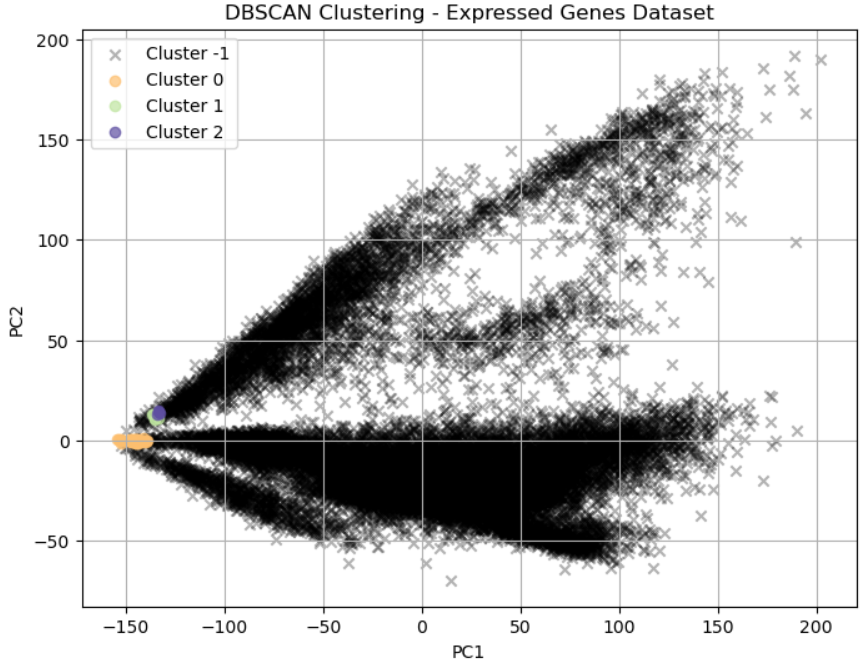 DBSCAN Clustering - Expressed Genes Dataset
Cluster -1
Cluster 0
Cluster 1
Cluster 2
200
150
100
50
0
−50
PC2
−150 −100 −50 0 50 100 150 200
PC1